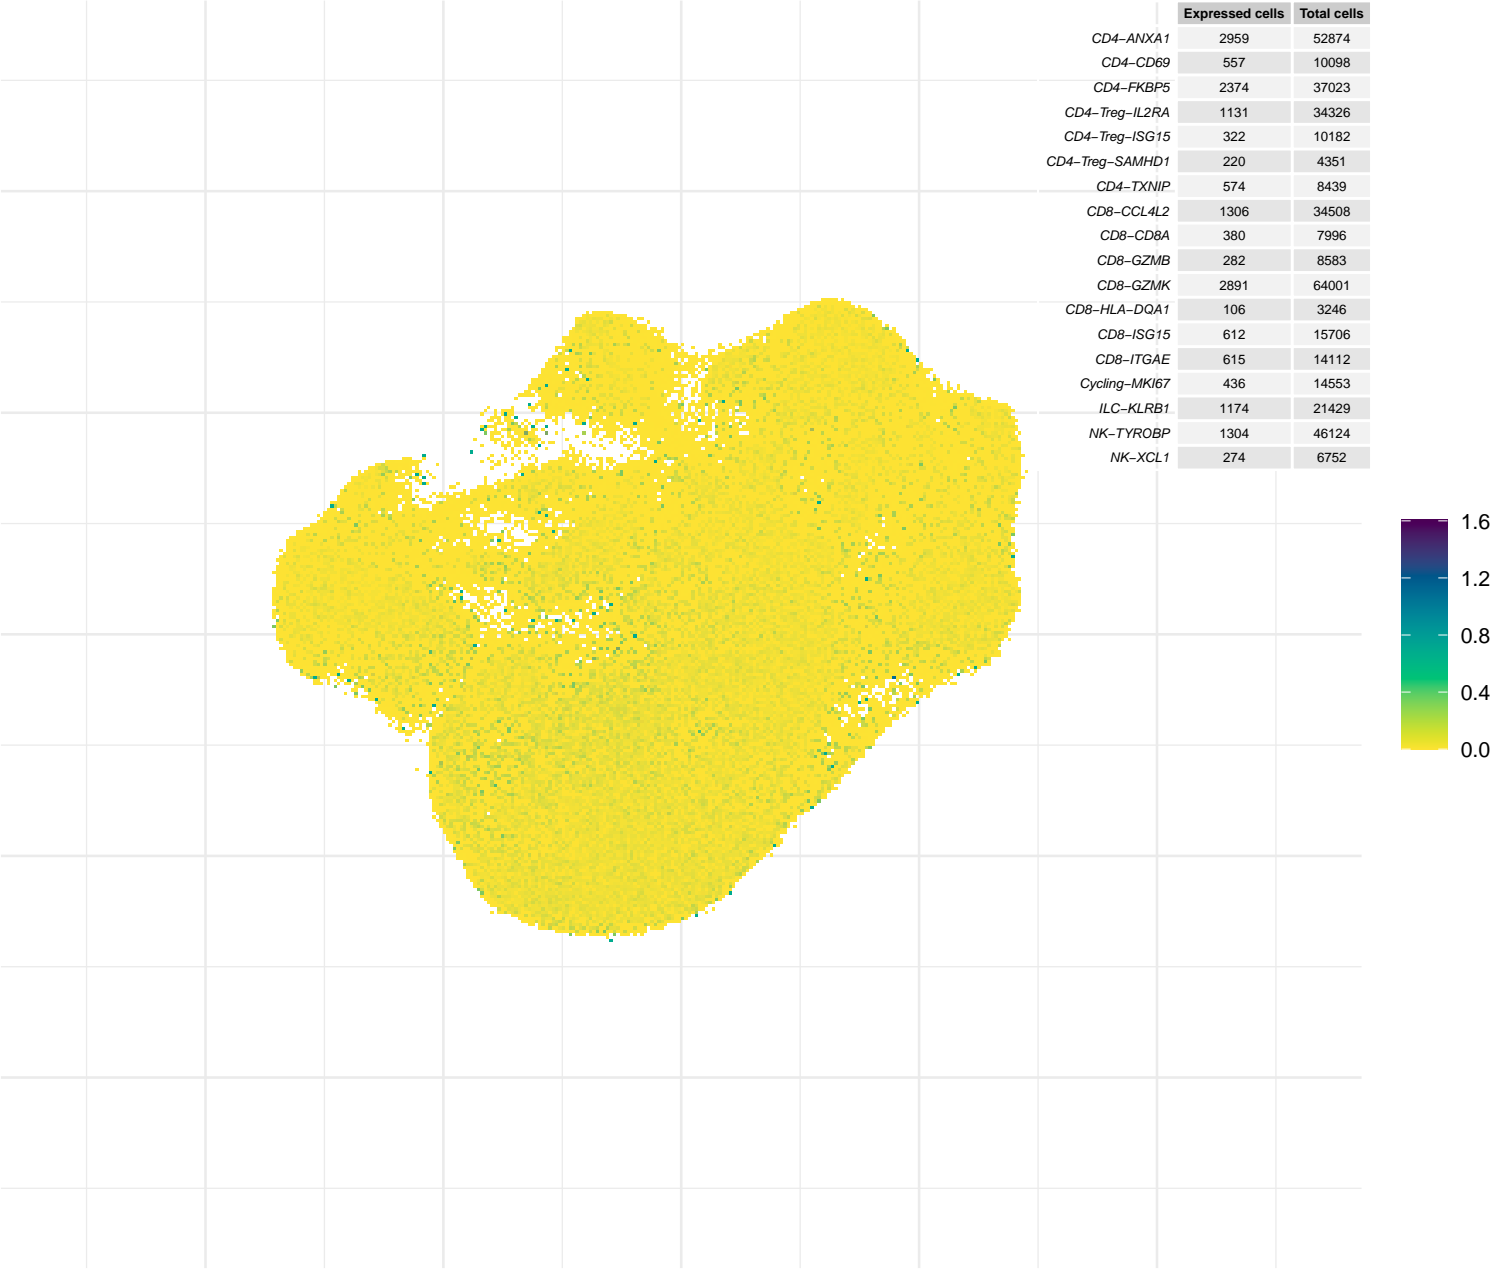 Expressed cells Total cells
CD4−ANXA1 2959 52874
CD4−CD69 557 10098
CD4−FKBP5 2374 37023
CD4−Treg−IL2RA 1131 34326
CD4−Treg−ISG15 322 10182
CD4−Treg−SAMHD1 220 4351
CD4−TXNIP 574 8439
CD8−CCL4L2 1306 34508
CD8−CD8A 380 7996
CD8−GZMB 282 8583
CD8−GZMK 2891 64001
CD8−HLA−DQA1 106 3246
CD8−ISG15 612 15706
CD8−ITGAE 615 14112
Cycling−MKI67 436 14553
ILC−KLRB1 1174 21429
NK−TYROBP 1304 46124
NK−XCL1 274 6752
1.6
1.2
0.8
0.4
0.0